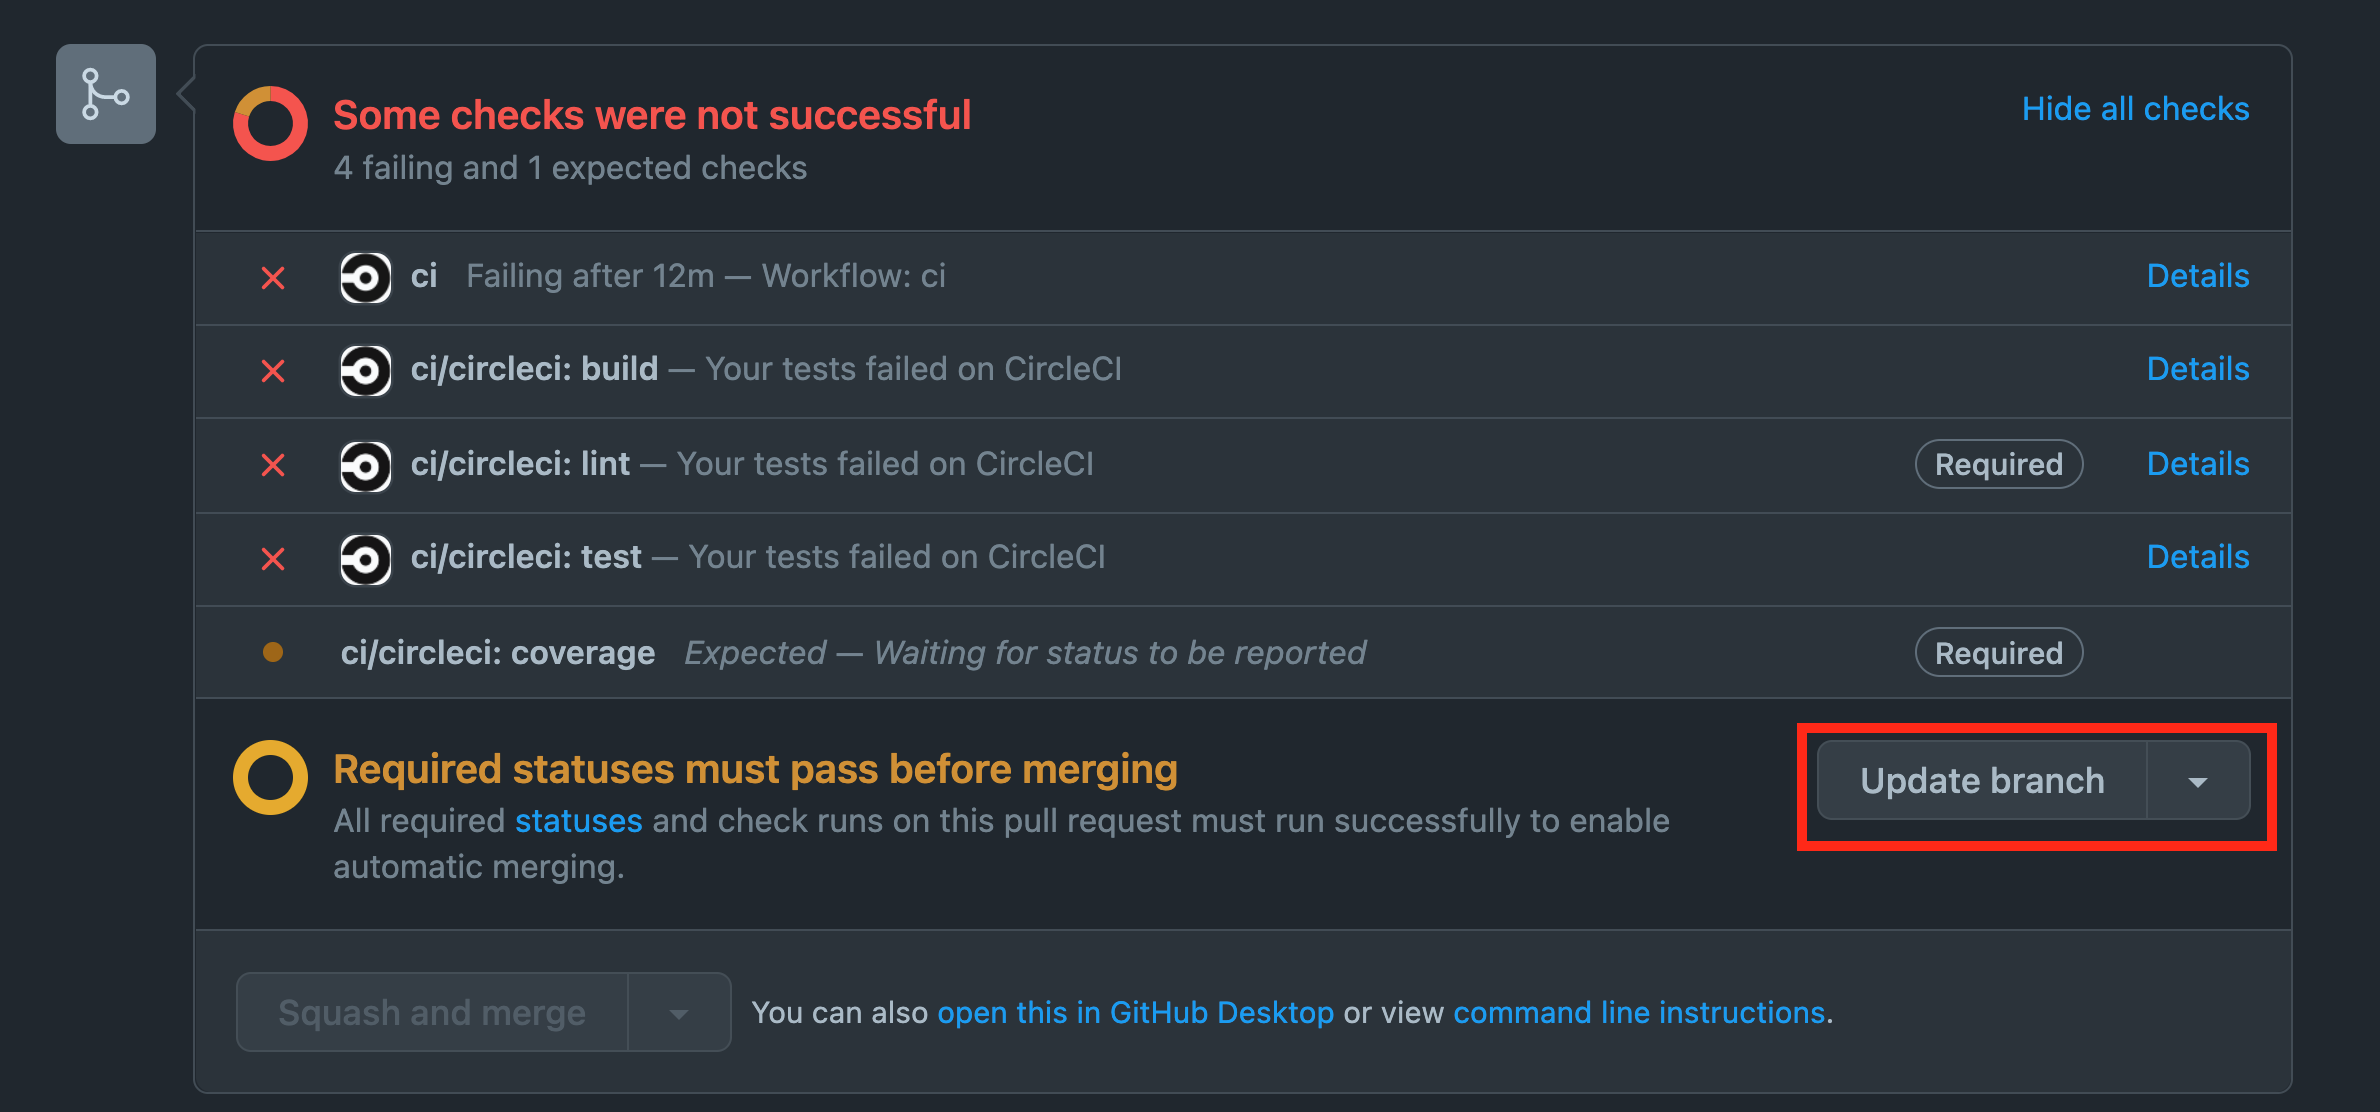 Some checks were not successful
Hide all checks
4 failing and 1 expected checks
ci Failing after 12m — Workflow: ci
Details
ci/circleci: build — Your tests failed on CircleCI
Details
ci/circleci: lint — Your tests failed on CircleCI
Required
Details
ci/circleci: test — Your tests failed on CircleCI
Details
ci/circleci: coverage Expected — Waiting for status to be reported
Required
Required statuses must pass before merging
All required statuses and check runs on this pull request must run successfully to enable
automatic merging.
Update branch
Squash and merge
You can also open this in GitHub Desktop or view command line instructions.